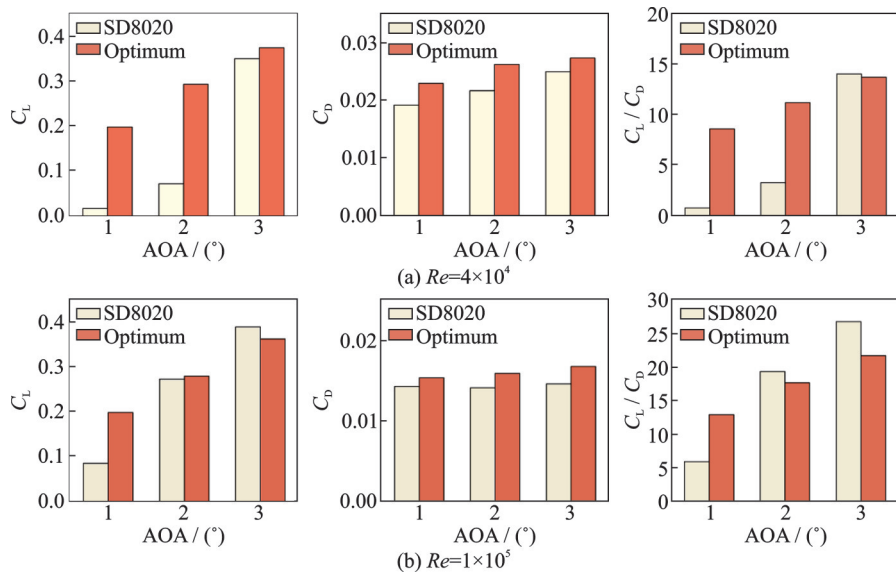 SD8020
Optimum
0.4
0.3
0.2
0.1
0.0
C_L
1 2 3
AOA / (°)
SD8020
Optimum
0.03
0.02
0.01
0.00
C_D
1 2 3
AOA / (°)
SD8020
Optimum
20
15
10
5
0
C_L / C_D
1 2 3
AOA / (°)
(a) Re=4×10⁴
SD8020
Optimum
0.4
0.3
0.2
0.1
0.0
C_L
1 2 3
AOA / (°)
SD8020
Optimum
0.02
0.01
0.00
C_D
1 2 3
AOA / (°)
SD8020
Optimum
30
25
20
15
10
5
0
C_L / C_D
1 2 3
AOA / (°)
(b) Re=1×10⁵